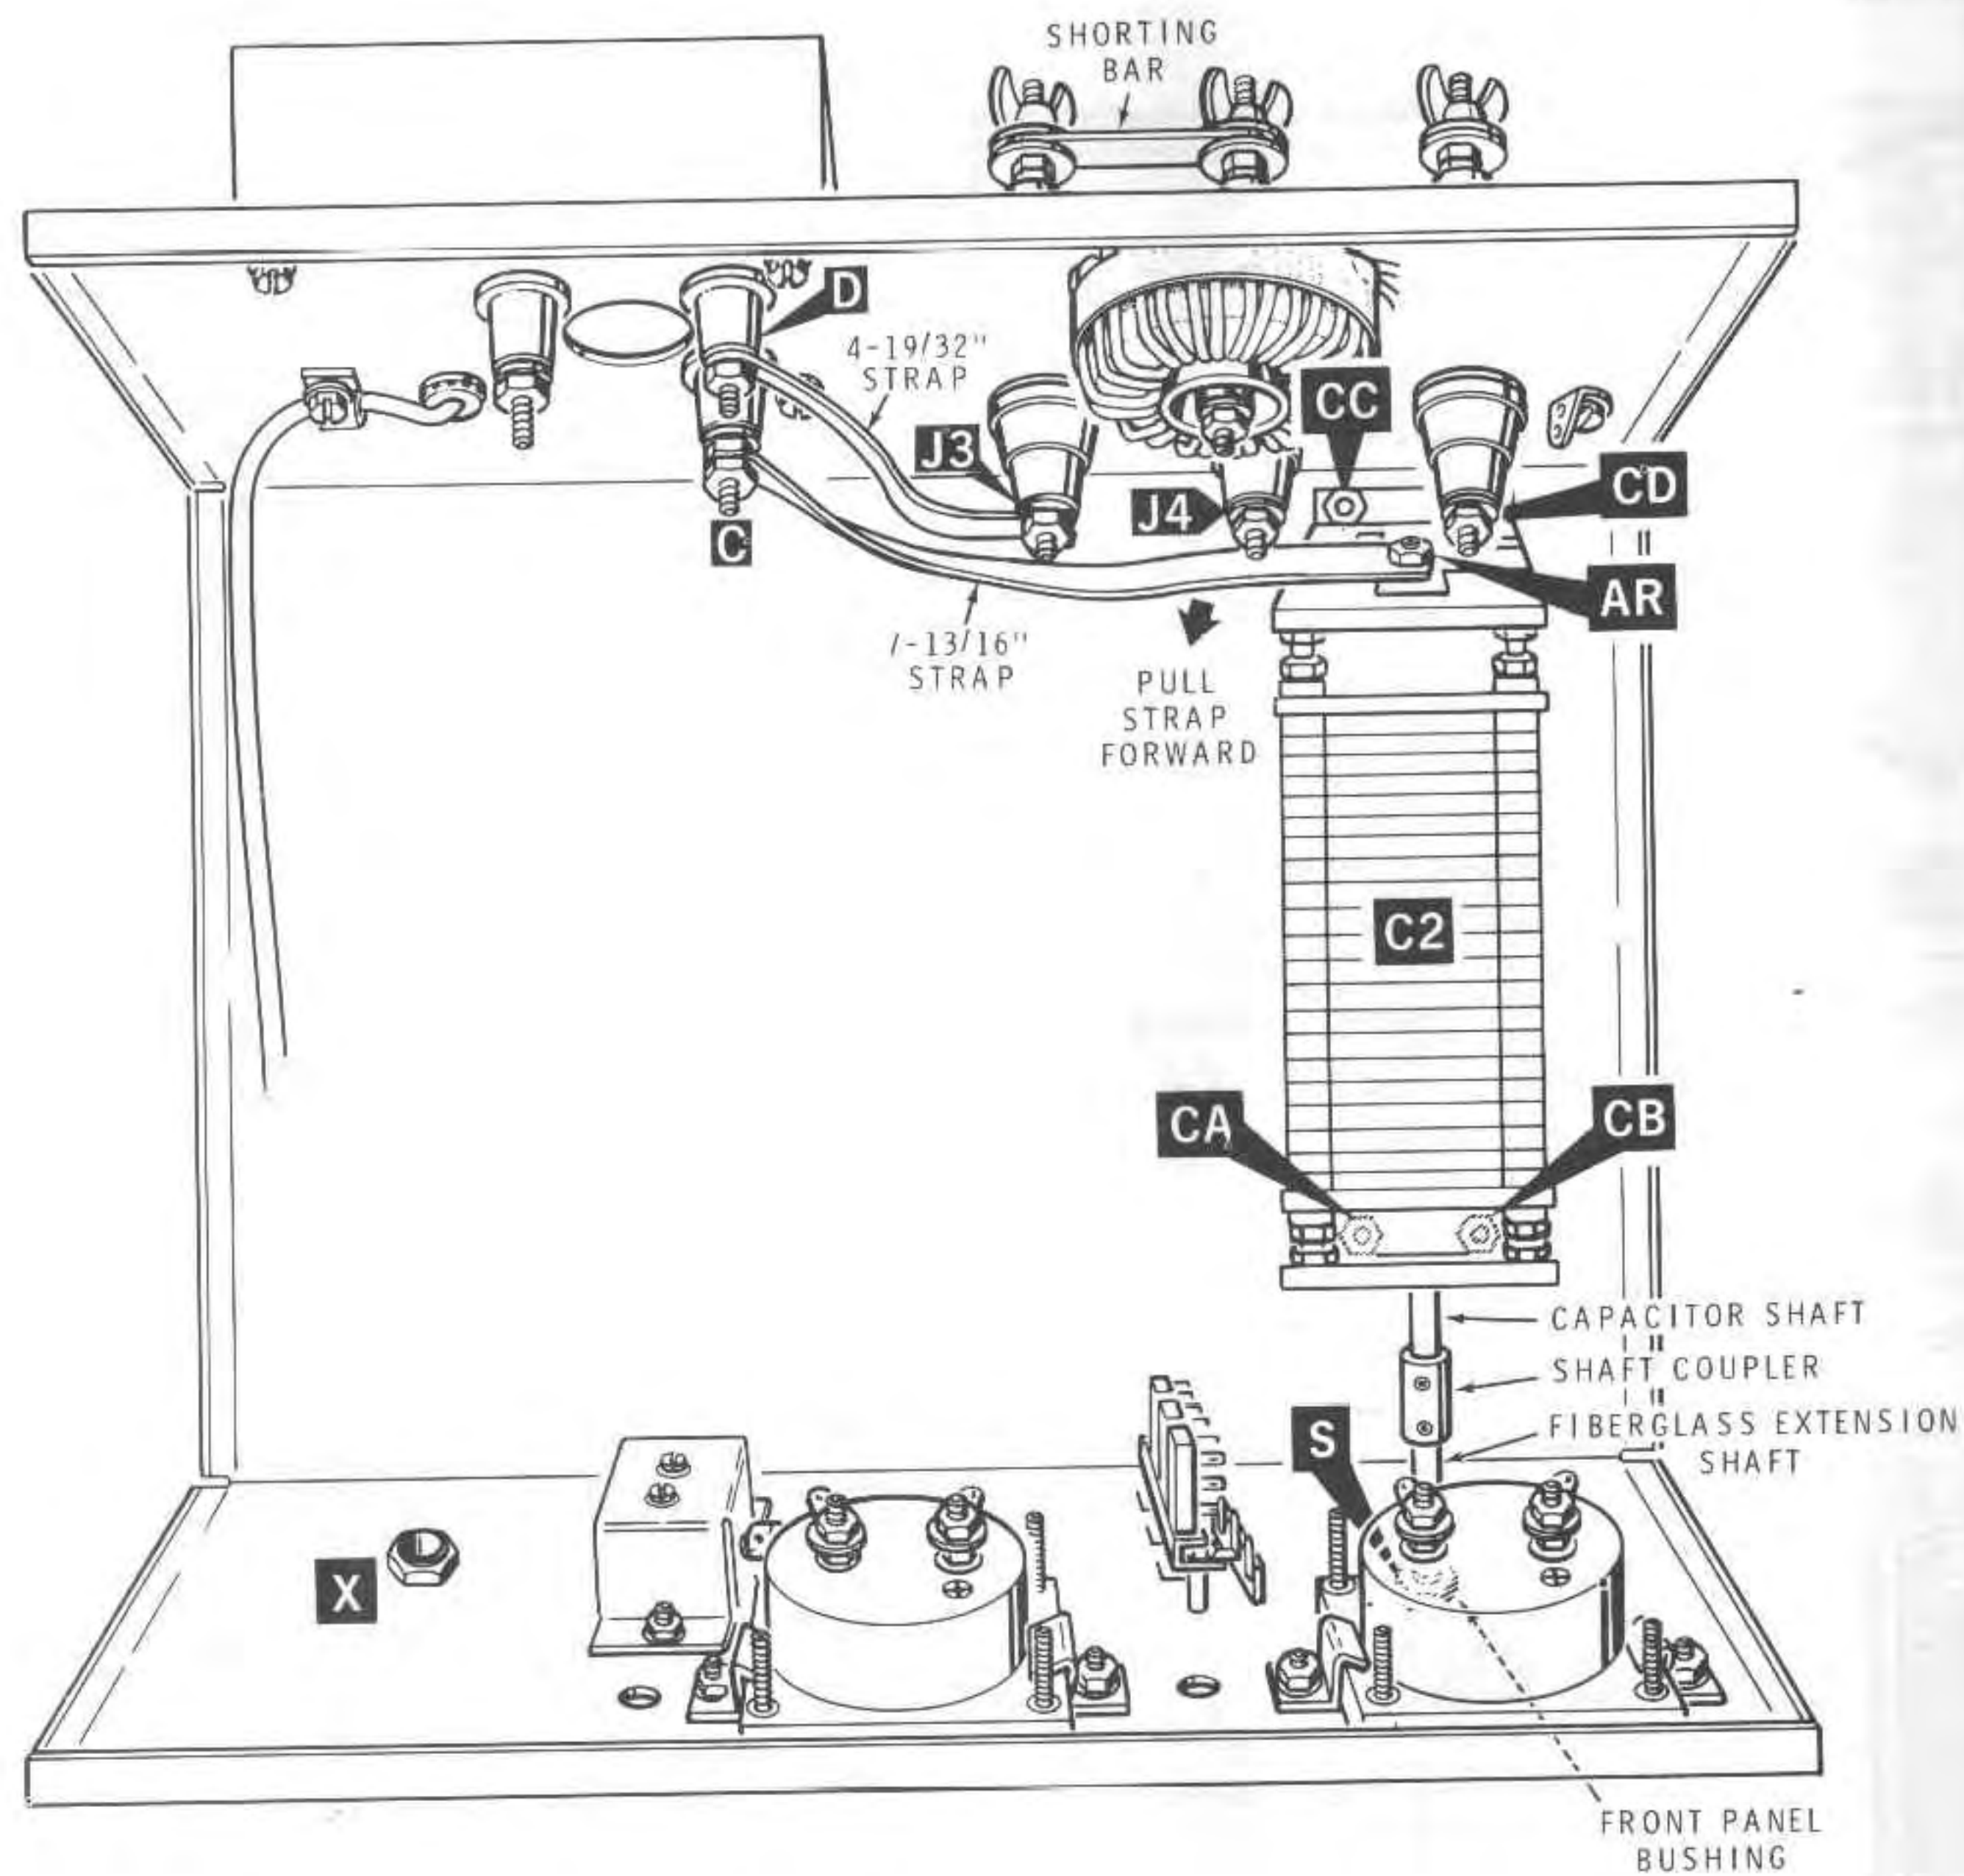 SHORTING
BAR
D
4-19/32"
STRAP
CC
J3
J4
CD
C
AR
7-13/16"
STRAP
PULL
STRAP
FORWARD
C2
CA
CB
CAPACITOR SHAFT
SHAFT COUPLER
FIBERGLASS EXTENSION
SHAFT
S
X
FRONT PANEL
BUSHING